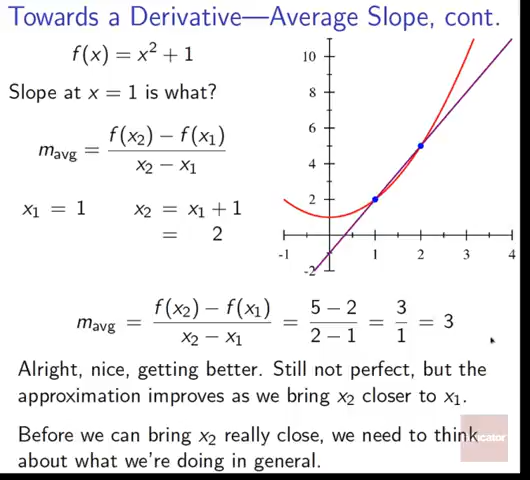 Towards a Derivative—Average Slope, cont.
f(x) = x² + 1
Slope at x = 1 is what?
m_avg = (f(x₂) − f(x₁)) / (x₂ − x₁)
x₁ = 1  x₂ = x₁ + 1
= 2
10
8
6
4
2
-1 1 2 3 4
-2
m_avg = (f(x₂) − f(x₁)) / (x₂ − x₁) = (5 − 2) / (2 − 1) = 3/1 = 3
Alright, nice, getting better. Still not perfect, but the
approximation improves as we bring x₂ closer to x₁.
Before we can bring x₂ really close, we need to think
about what we're doing in general.